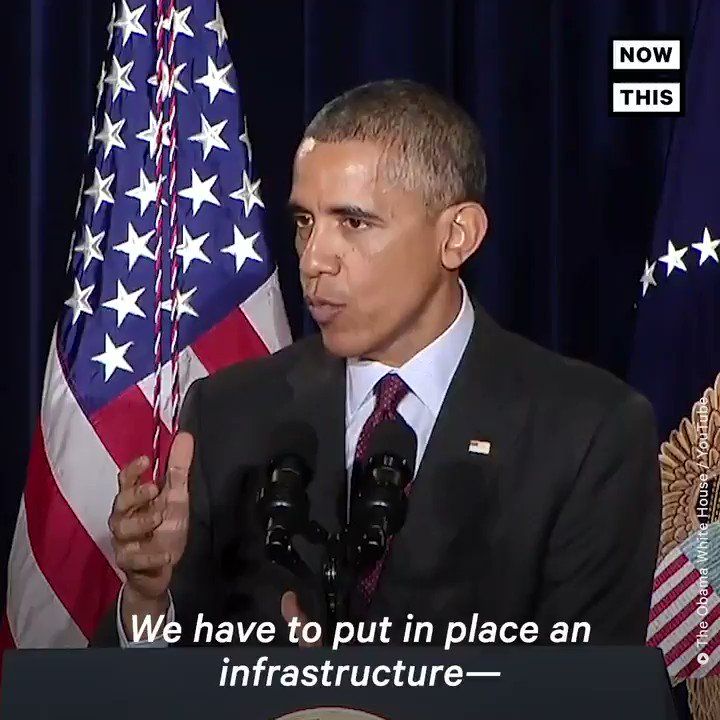 NOW
THIS
The Obama White House / YouTube
We have to put in place an
infrastructure—